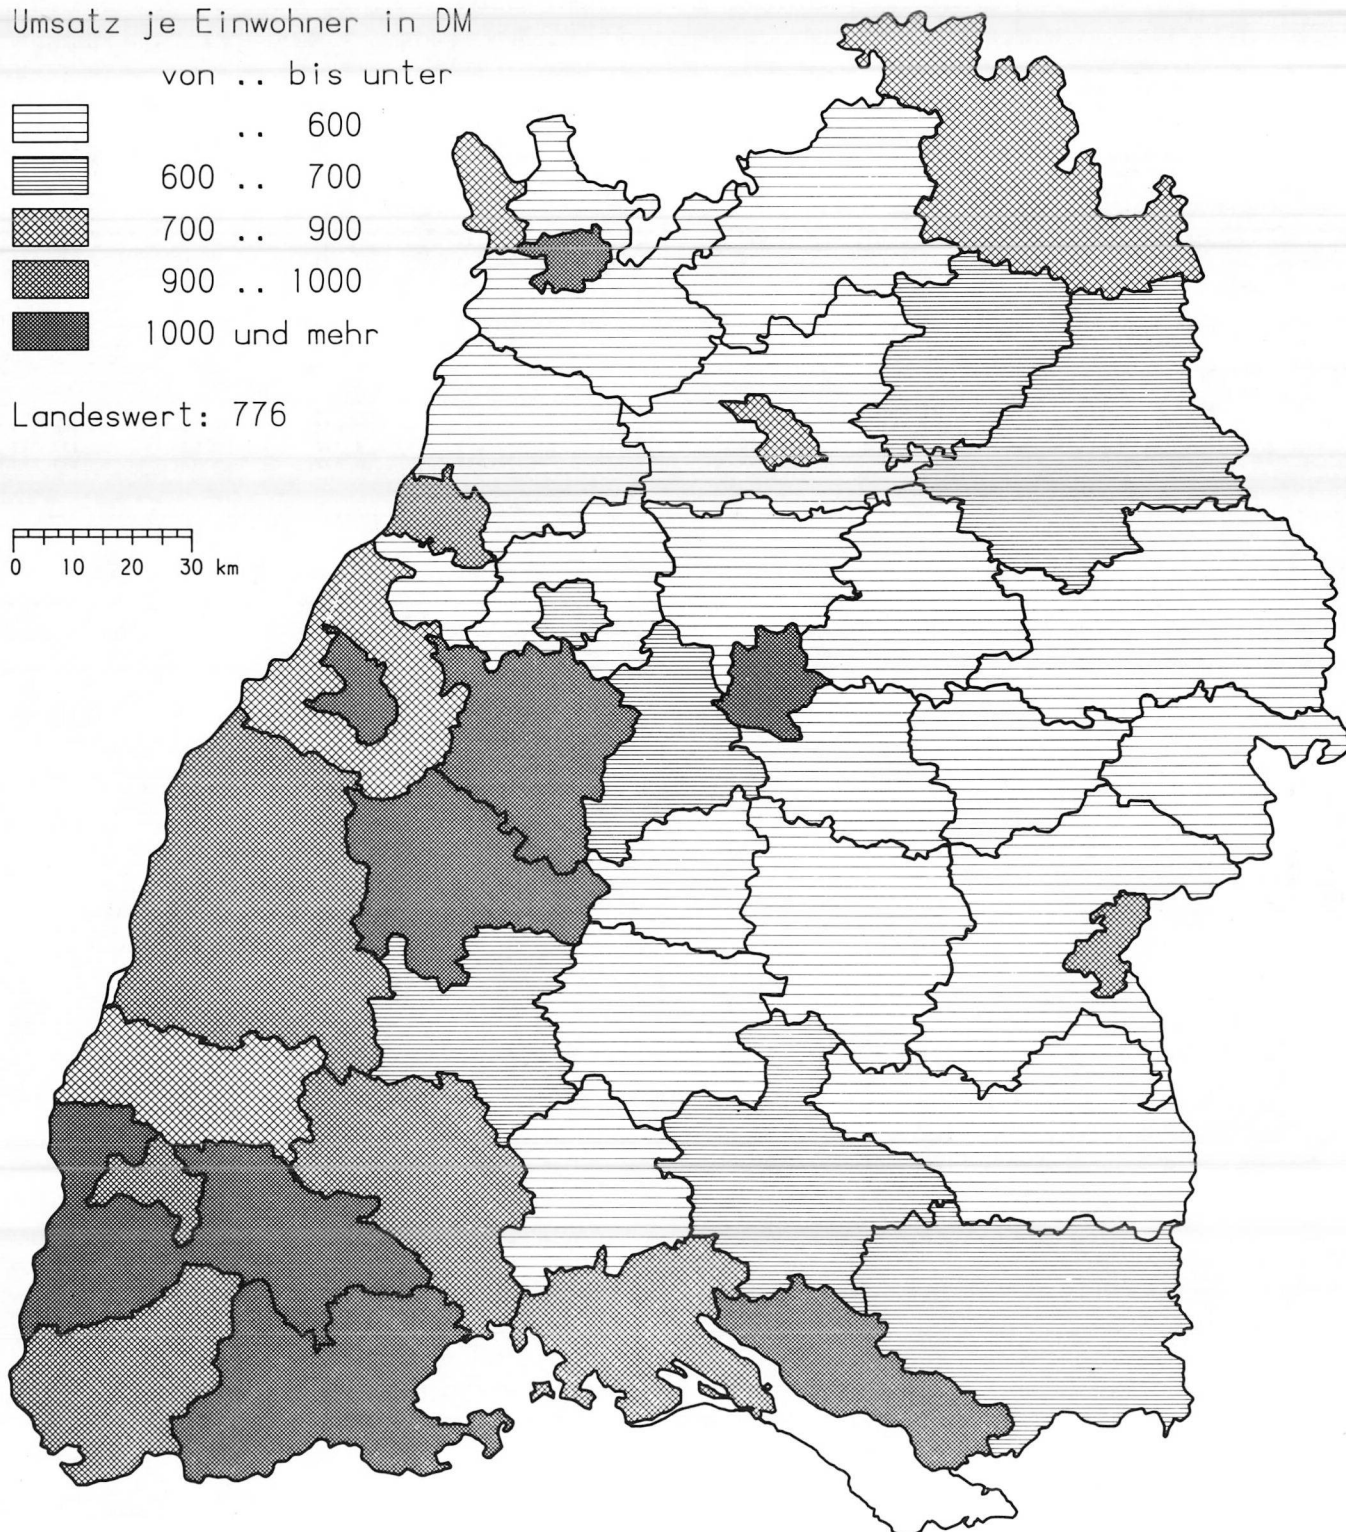 Umsatz je Einwohner in DM
von .. bis unter
.. 600
600 .. 700
700 .. 900
900 .. 1000
1000 und mehr
Landeswert: 776
0 10 20 30 km